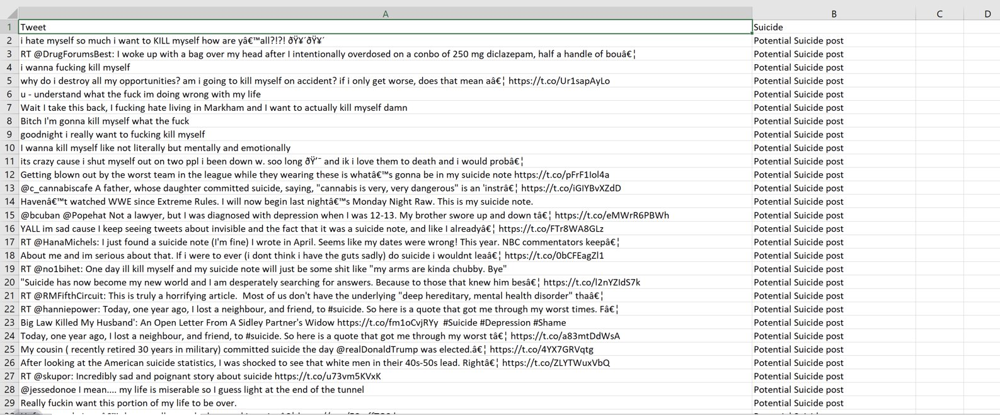 A B C D
1 Tweet Suicide
2 i hate myself so much i want to KILL myself how are yâ€™all?!?! ðŸ¥´ðŸ¥´ Potential Suicide post
3 RT @DrugForumsBest: I woke up with a bag over my head after I intentionally overdosed on a conbo of 250 mg diclazepam, half a handle of bouâ€¦ Potential Suicide post
4 i wanna fucking kill myself Potential Suicide post
5 why do i destroy all my opportunities? am i going to kill myself on accident? if i only get worse, does that mean aâ€¦ https://t.co/Ur1sapAyLo Potential Suicide post
6 u - understand what the fuck im doing wrong with my life Potential Suicide post
7 Wait I take this back, I fucking hate living in Markham and I want to actually kill myself damn Potential Suicide post
8 Bitch I'm gonna kill myself what the fuck Potential Suicide post
9 goodnight i really want to fucking kill myself Potential Suicide post
10 I wanna kill myself like not literally but mentally and emotionally Potential Suicide post
11 its crazy cause i shut myself out on two ppl i been down w. soo long ðŸ’¯ and ik i love them to death and i would probâ€¦ Potential Suicide post
12 Getting blown out by the worst team in the league while they wearing these is whatâ€™s gonna be in my suicide note https://t.co/pFrF1Iol4a Potential Suicide post
13 @c_cannabiscafe A father, whose daughter committed suicide, saying, "cannabis is very, very dangerous" is an 'instrâ€¦ https://t.co/iGIYBvXZdD Potential Suicide post
14 Havenâ€™t watched WWE since Extreme Rules. I will now begin last nightâ€™s Monday Night Raw. This is my suicide note. Potential Suicide post
15 @bcuban @Popehat Not a lawyer, but I was diagnosed with depression when I was 12-13. My brother swore up and down tâ€¦ https://t.co/eMWrR6PBWh Potential Suicide post
16 YALL im sad cause I keep seeing tweets about invisible and the fact that it was a suicide note, and like I alreadyâ€¦ https://t.co/FTr8WA8GLz Potential Suicide post
17 RT @HanaMichels: I just found a suicide note (I'm fine) I wrote in April. Seems like my dates were wrong! This year. NBC commentators keepâ€¦ Potential Suicide post
18 About me and im serious about that. If i were to ever (i dont think i have the guts sadly) do suicide i wouldnt leaâ€¦ https://t.co/0bCFEagZl1 Potential Suicide post
19 RT @no1bihet: One day ill kill myself and my suicide note will just be some shit like "my arms are kinda chubby. Bye" Potential Suicide post
20 "Suicide has now become my new world and I am desperately searching for answers. Because to those that knew him besâ€¦ https://t.co/l2nYZIdS7k Potential Suicide post
21 RT @RMFifthCircuit: This is truly a horrifying article.  Most of us don't have the underlying "deep hereditary, mental health disorder" thaâ€¦ Potential Suicide post
22 RT @hanniepower: Today, one year ago, I lost a neighbour, and friend, to #suicide. So here is a quote that got me through my worst times. Fâ€¦ Potential Suicide post
23 Big Law Killed My Husband': An Open Letter From A Sidley Partner's Widow https://t.co/fm1oCvjRYy  #Suicide #Depression #Shame Potential Suicide post
24 Today, one year ago, I lost a neighbour, and friend, to #suicide. So here is a quote that got me through my worst tâ€¦ https://t.co/a83mtDdWsA Potential Suicide post
25 My cousin ( recently retired 30 years in military) committed suicide the day @realDonaldTrump was elected.â€¦ https://t.co/4YX7GRVqtg Potential Suicide post
26 After looking at the American suicide statistics, I was shocked to see that white men in their 40s-50s lead. Rightâ€¦ https://t.co/ZLYTWuxVbQ Potential Suicide post
27 RT @skupor: Incredibly sad and poignant story about suicide https://t.co/u73vm5KVxK Potential Suicide post
28 @jessedonoe I mean.... my life is miserable so I guess light at the end of the tunnel Potential Suicide post
29 Really fuckin want this portion of my life to be over. Potential Suicide post